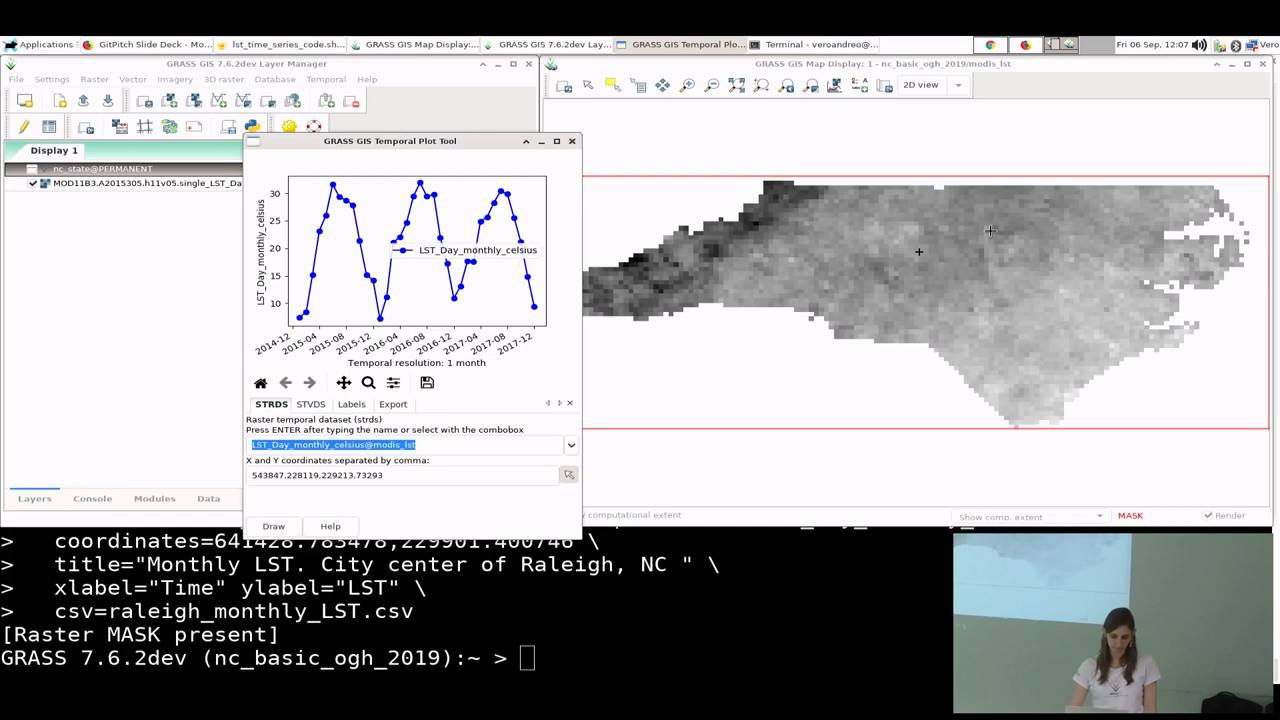 Applications
GitPitch Slide Deck - Mo...
lst_time_series_code.sh...
GRASS GIS Map Display:...
GRASS GIS 7.6.2dev Lay...
GRASS GIS Temporal Plo...
Terminal - veroandreo@...
Fri 06 Sep, 12:07
Vero
GRASS GIS 7.6.2dev Layer Manager
GRASS GIS Map Display: 1 - nc_basic_ogh_2019/modis_lst
File Settings Raster Vector Imagery 3D raster Database Temporal Help
2D view
Display 1
nc_state@PERMANENT
MOD11B3.A2015305.h11v05.single_LST_Da
GRASS GIS Temporal Plot Tool
LST_Day_monthly_celsius
30
25
20
15
10
LST_Day_monthly_celsius
2014-12 2015-04 2015-08 2015-12 2016-04 2016-08 2016-12 2017-04 2017-08 2017-12
Temporal resolution: 1 month
STRDS STVDS Labels Export
Raster temporal dataset (strds)
Press ENTER after typing the name or select with the combobox
LST_Day_monthly_celsius@modis_lst
X and Y coordinates separated by comma:
543847.228119,229213.73293
Draw Help
Layers Console Modules Data
computational extent
Show comp. extent
MASK
Render
> coordinates=641428.783478,229901.400746 \
> title="Monthly LST. City center of Raleigh, NC " \
> xlabel="Time" ylabel="LST" \
> csv=raleigh_monthly_LST.csv
[Raster MASK present]
GRASS 7.6.2dev (nc_basic_ogh_2019):~ >